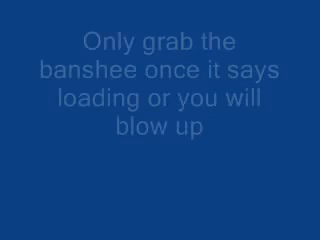 Only grab the
banshee once it says
loading or you will
blow up